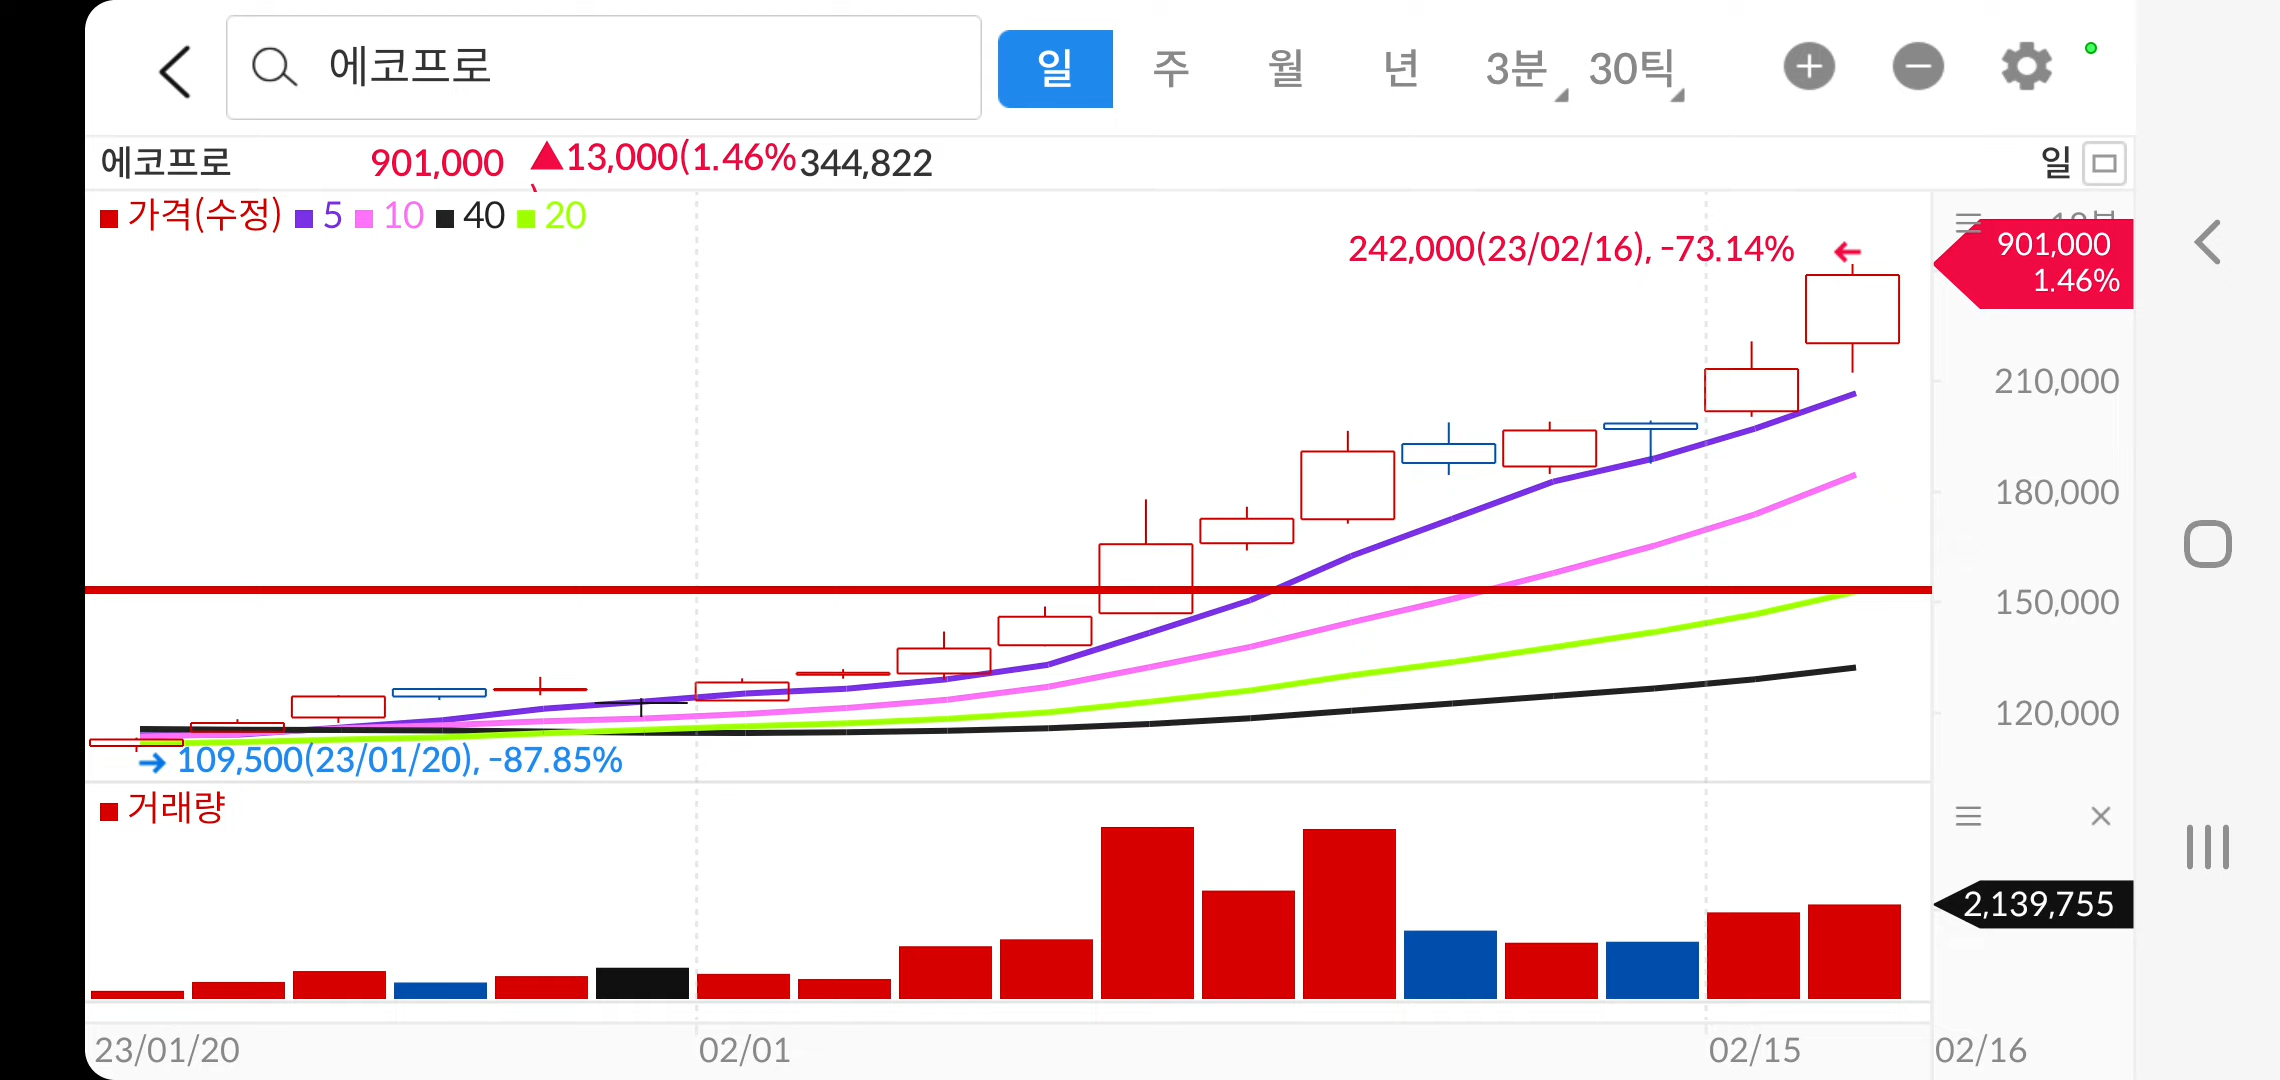 에코프로
일 주 월 년 3분 30틱
에코프로 901,000 ▲13,000(1.46% 344,822 일
가격(수정) 5 10 40 20
242,000(23/02/16), -73.14%
901,000
1.46%
210,000
180,000
150,000
120,000
109,500(23/01/20), -87.85%
거래량
2,139,755
23/01/20 02/01 02/15 02/16